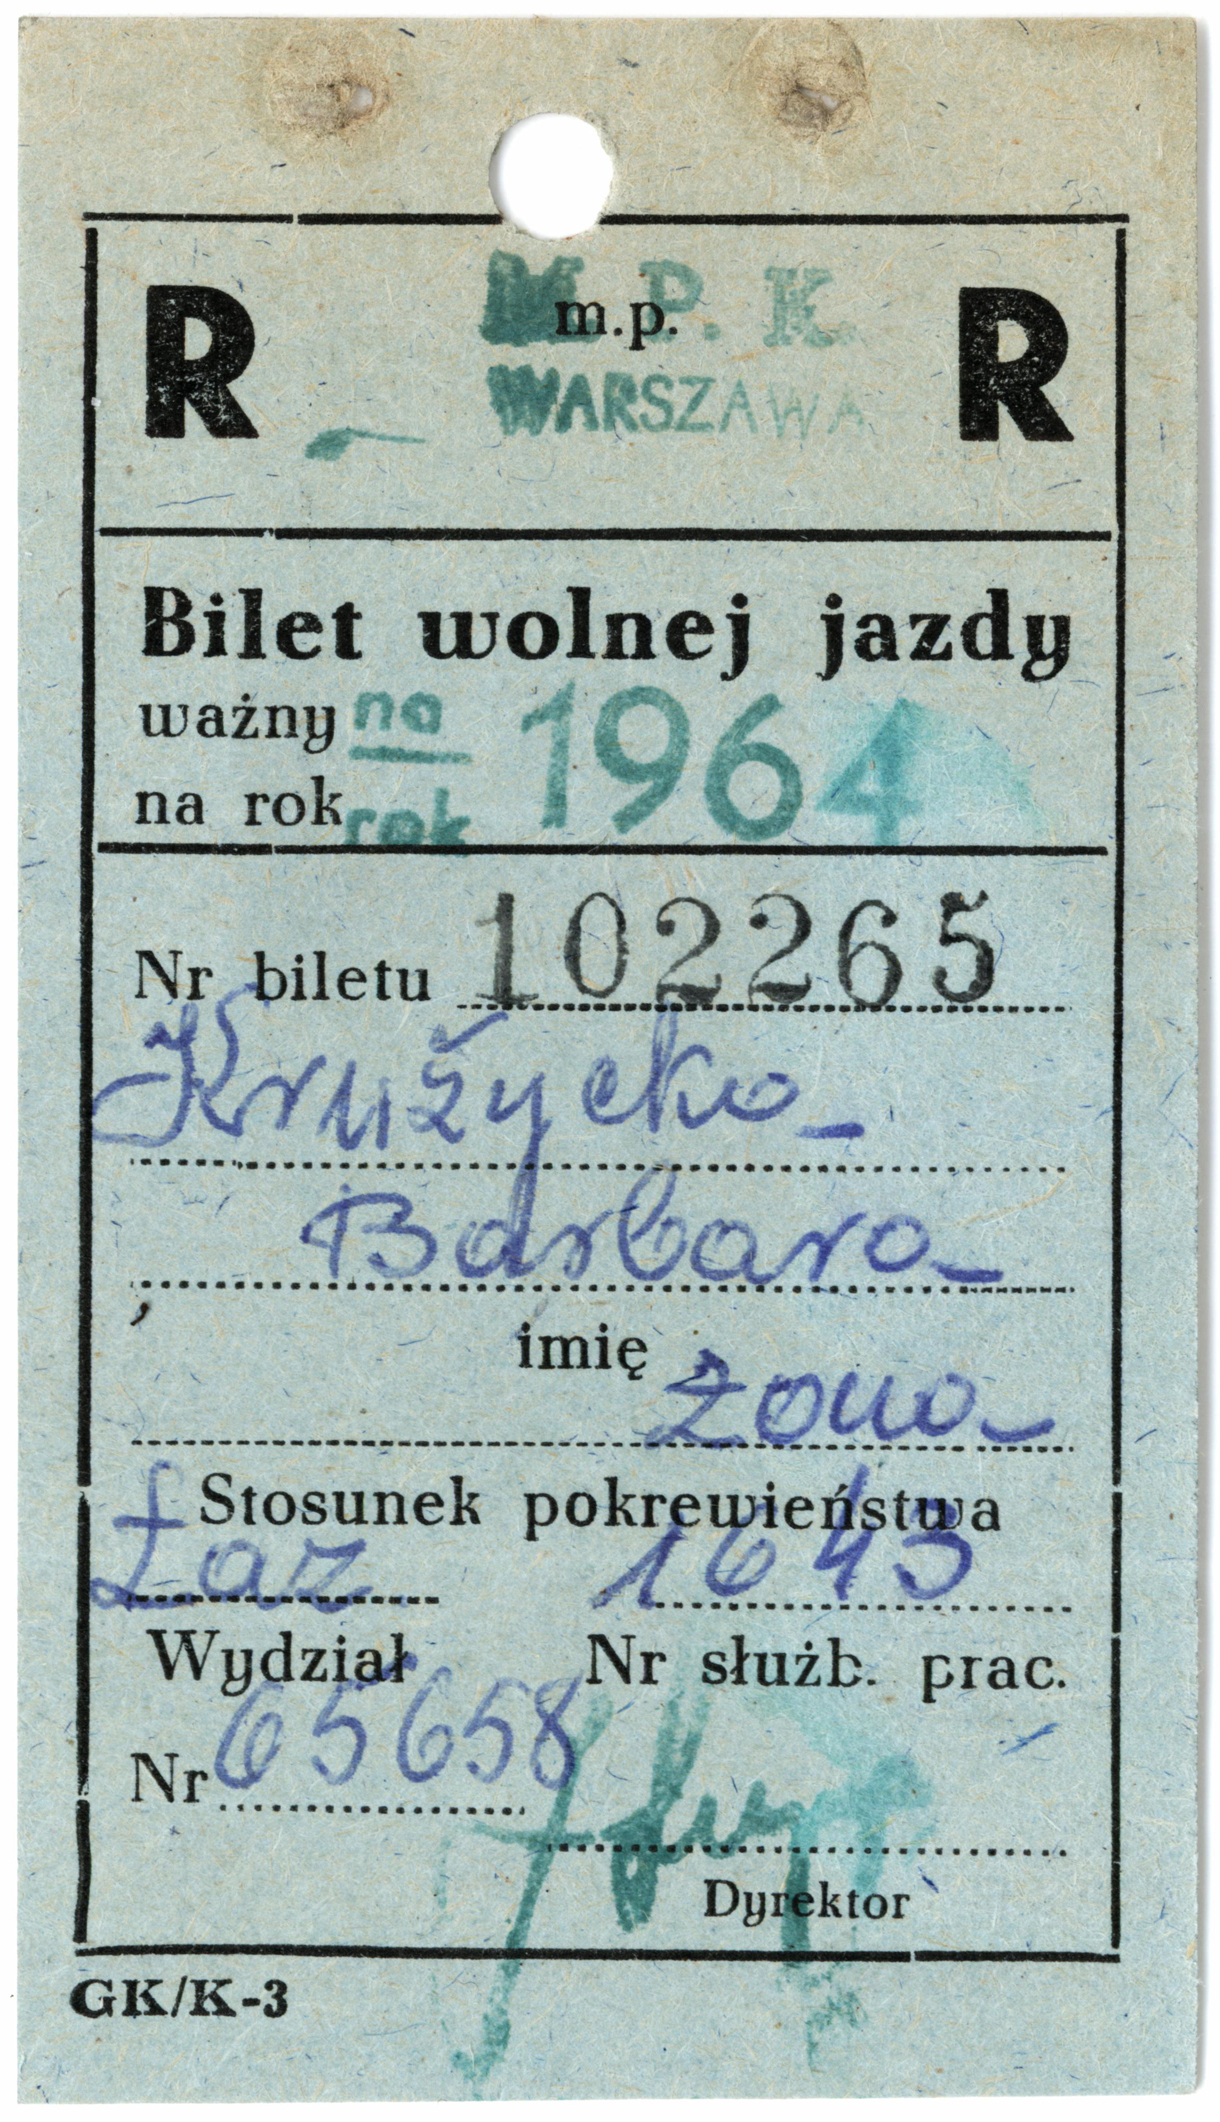 M. P. K.
R m.p. R
WARSZAWA
Bilet wolnej jazdy
ważny na 1964
na rok rok
Nr biletu 102265
Krużycka
Barbara
imię
żona
Stosunek pokrewieństwa
Łaz 1643
Wydział Nr służb. prac.
Nr 65658
Dyrektor
GK/K-3